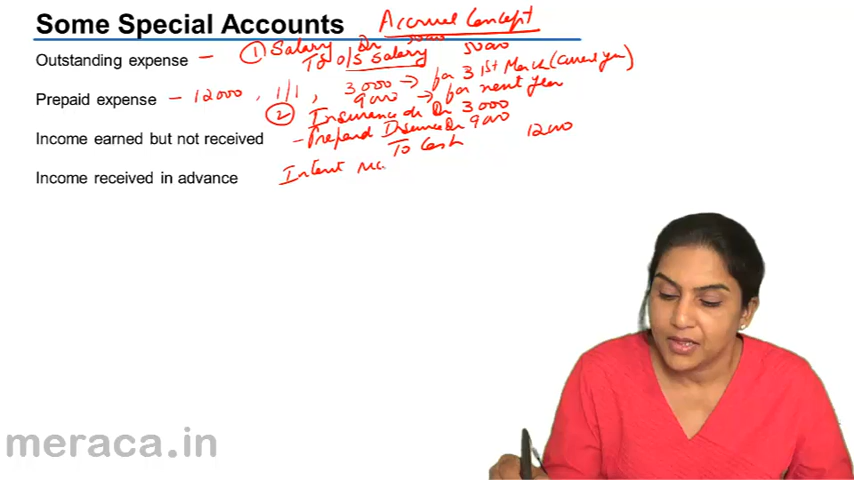 Some Special Accounts Accrual Concept
Outstanding expense – ① Salary Dr 5000
To O/S Salary 5000
Prepaid expense – 12000, 1/1, 3000 → for 31st March (Current year)
9000 → for next year
② Insurance Dr 3000
Income earned but not received – Prepaid Insurance Dr 9000
To Cash 12000
Income received in advance
meraca.in